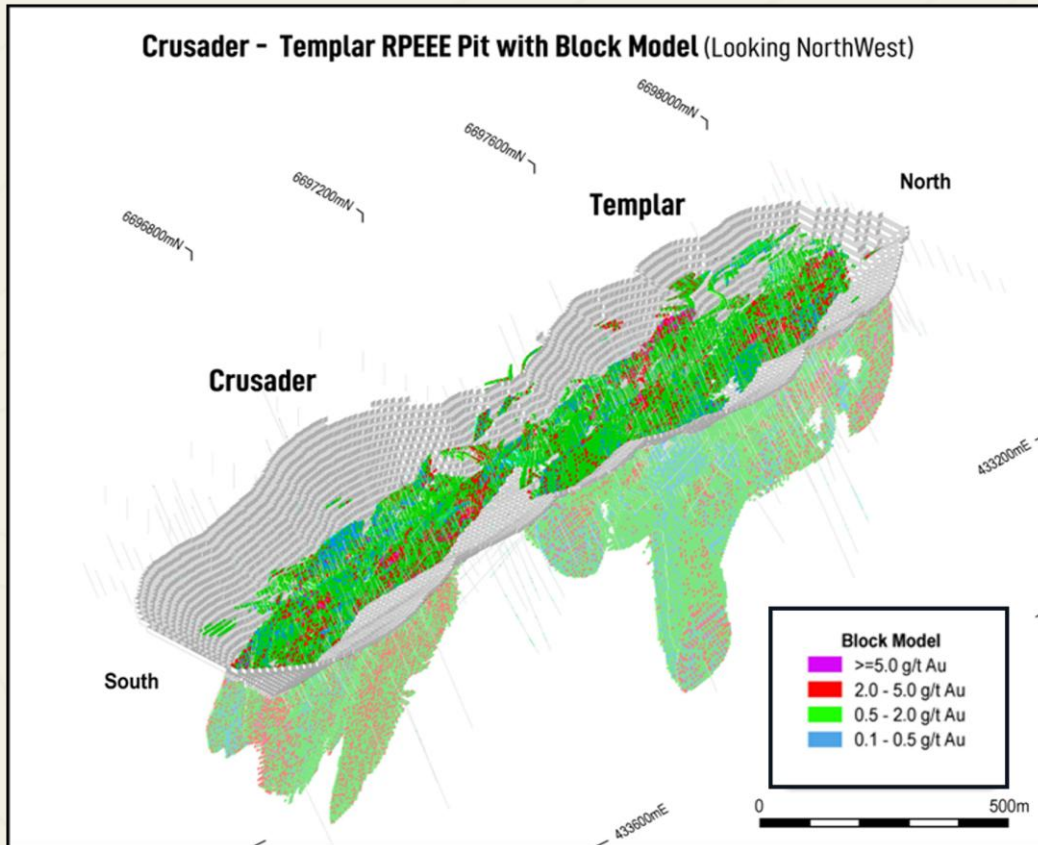 Crusader - Templar RPEEE Pit with Block Model (Looking NorthWest)
6698000mN
6697600mN
6697200mN
6696800mN
North
Templar
Crusader
433200mE
South
Block Model
>=5.0 g/t Au
2.0 - 5.0 g/t Au
0.5 - 2.0 g/t Au
0.1 - 0.5 g/t Au
0
500m
433600mE